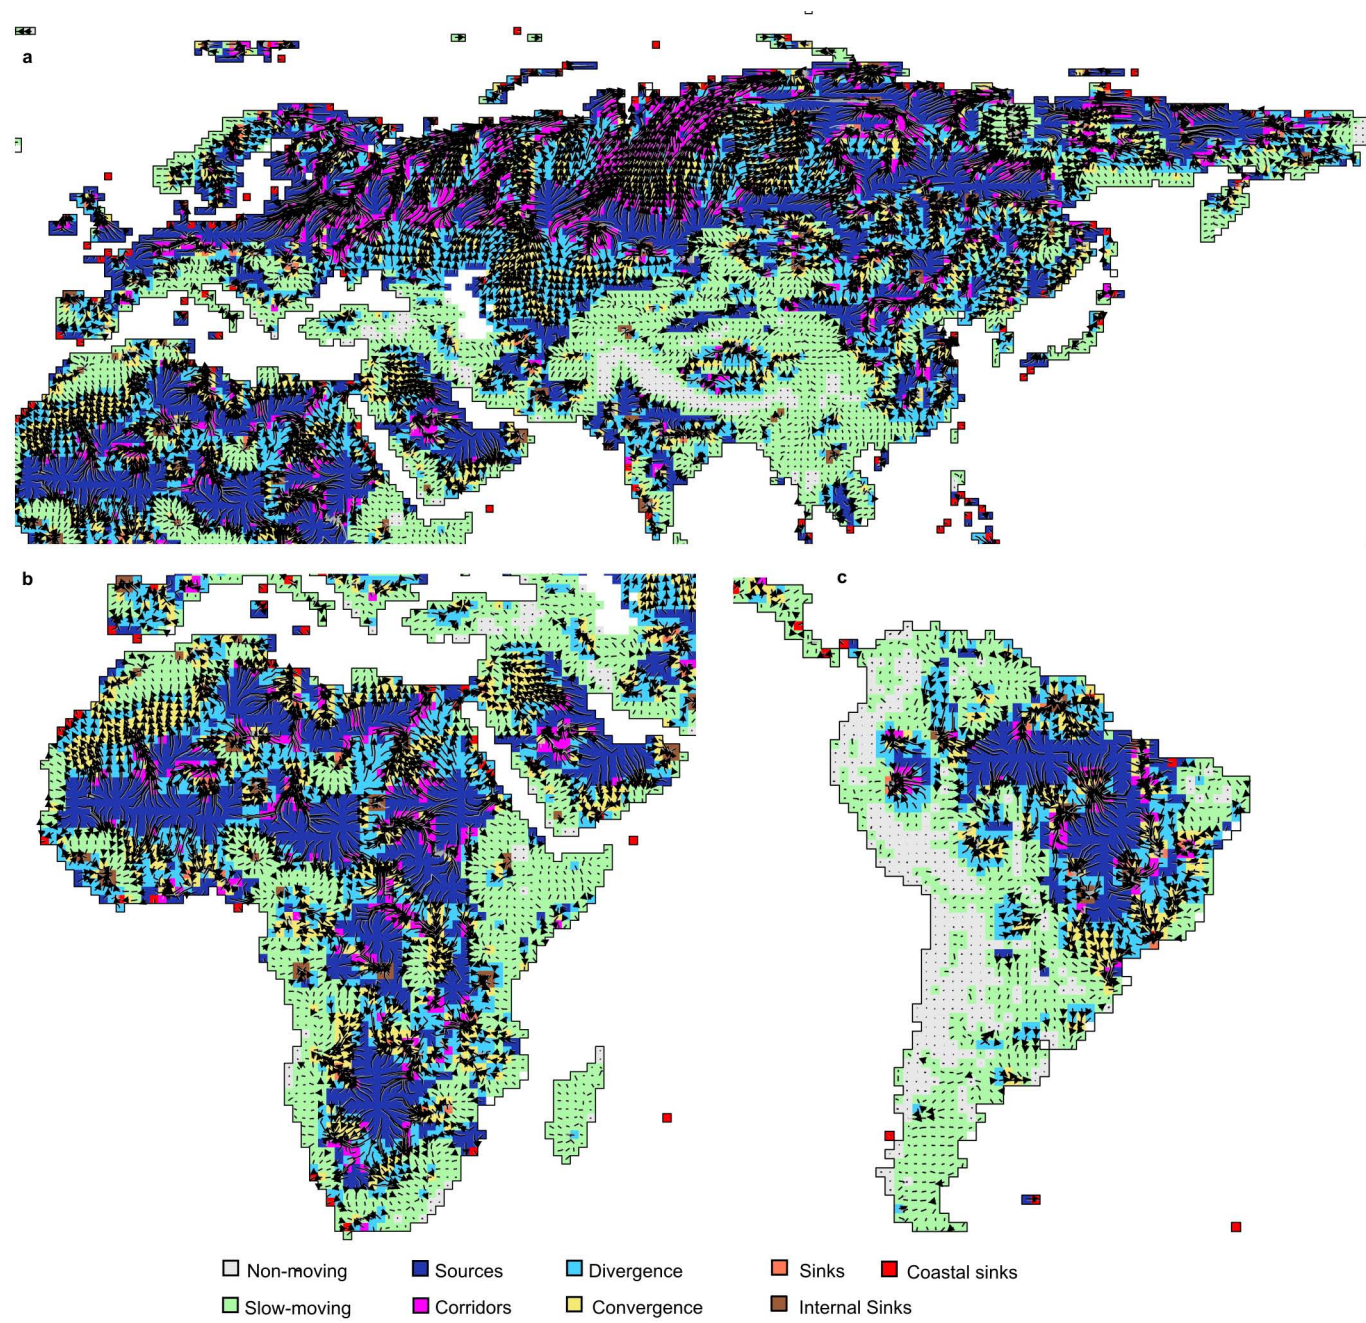 a
b
c
Non-moving
Sources
Divergence
Sinks
Coastal sinks
Slow-moving
Corridors
Convergence
Internal Sinks